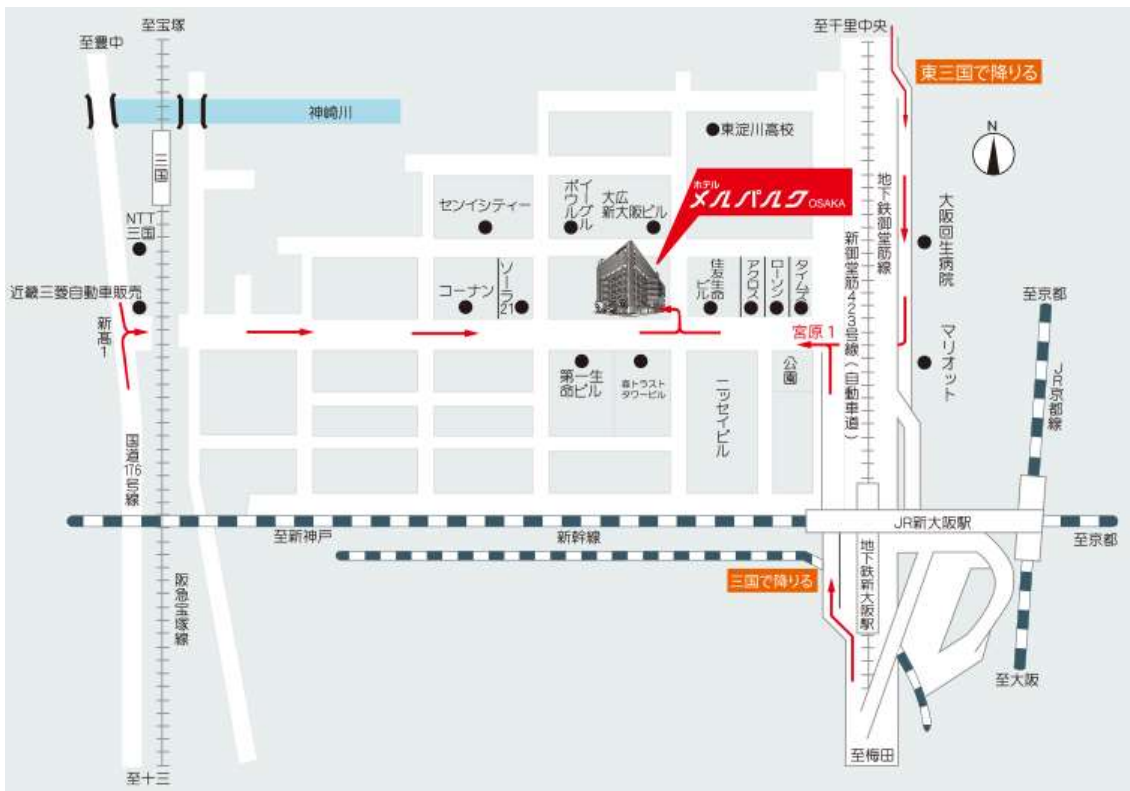 至宝塚
至豊中
至千里中央
東三国で降りる
神崎川
東淀川高校
N
三国
ホテル
メルパルク OSAKA
地下鉄御堂筋線
大阪回生病院
センイシティー
イーグル
ボウル
大広
新大阪ビル
NTT
三国
新御堂筋423号線(自動車道)
近畿三菱自動車販売
コーナン
ソーラ21
住友生命
ビル
アクロス
ローソン
タイムズ
至京都
新高1
宮原1
マリオット
JR京都線
第一生
命ビル
森トラスト
タワービル
ニッセイビル
公園
国道176号線
JR新大阪駅
至新神戸
新幹線
至京都
地下鉄新大阪駅
三国で降りる
阪急宝塚線
至大阪
至梅田
至十三